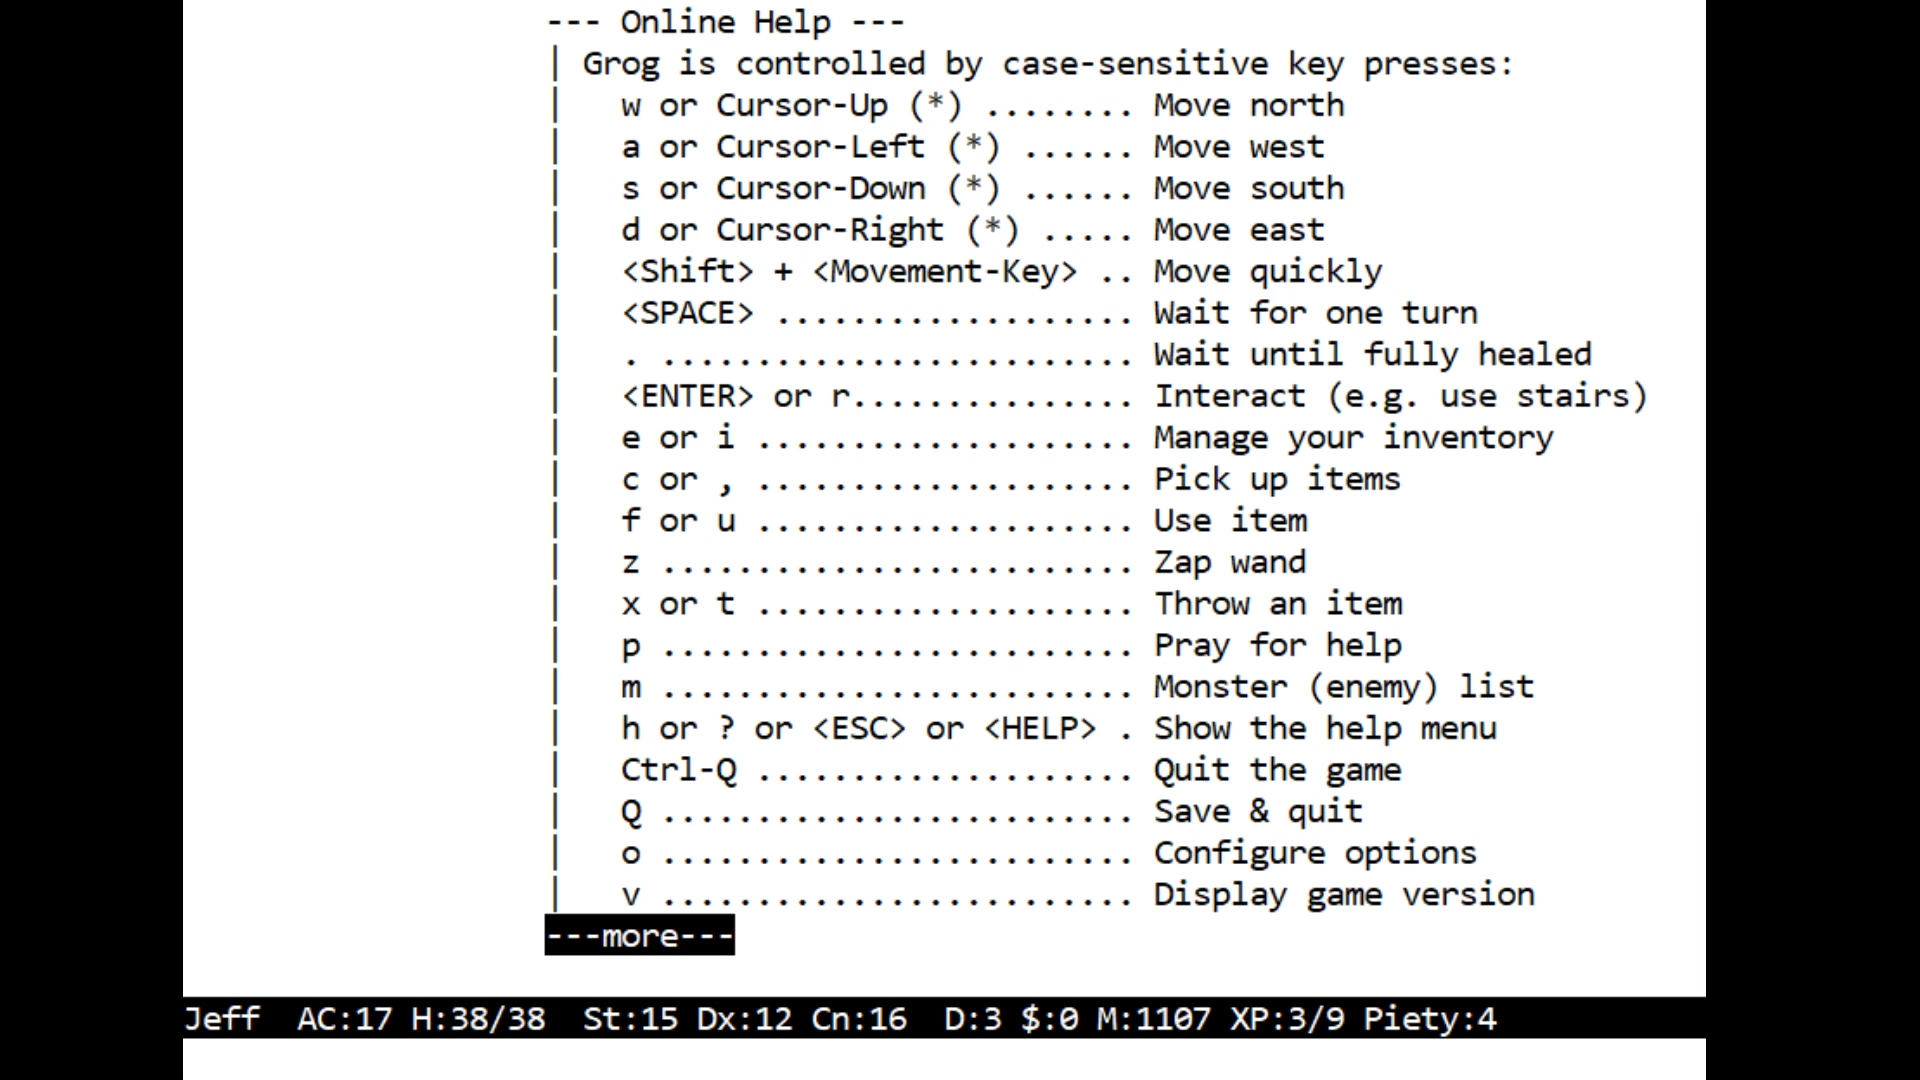 --- Online Help ---
| Grog is controlled by case-sensitive key presses:
|   w or Cursor-Up (*) ........ Move north
|   a or Cursor-Left (*) ...... Move west
|   s or Cursor-Down (*) ...... Move south
|   d or Cursor-Right (*) ..... Move east
|   <Shift> + <Movement-Key> .. Move quickly
|   <SPACE> ................... Wait for one turn
|   . ......................... Wait until fully healed
|   <ENTER> or r............... Interact (e.g. use stairs)
|   e or i .................... Manage your inventory
|   c or , .................... Pick up items
|   f or u .................... Use item
|   z ......................... Zap wand
|   x or t .................... Throw an item
|   p ......................... Pray for help
|   m ......................... Monster (enemy) list
|   h or ? or <ESC> or <HELP> . Show the help menu
|   Ctrl-Q .................... Quit the game
|   Q ......................... Save & quit
|   o ......................... Configure options
|   v ......................... Display game version
---more---
Jeff  AC:17 H:38/38  St:15 Dx:12 Cn:16  D:3 $:0 M:1107 XP:3/9 Piety:4